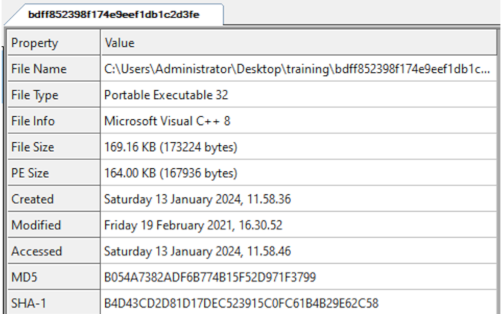 bdff852398f174e9eef1db1c2d3fe
Property Value
File Name C:\Users\Administrator\Desktop\training\bdff852398f174e9eef1db1c...
File Type Portable Executable 32
File Info Microsoft Visual C++ 8
File Size 169.16 KB (173224 bytes)
PE Size 164.00 KB (167936 bytes)
Created Saturday 13 January 2024, 11.58.36
Modified Friday 19 February 2021, 16.30.52
Accessed Saturday 13 January 2024, 11.58.46
MD5 B054A7382ADF6B774B15F52D971F3799
SHA-1 B4D43CD2D81D17DEC523915C0FC61B4B29E62C58